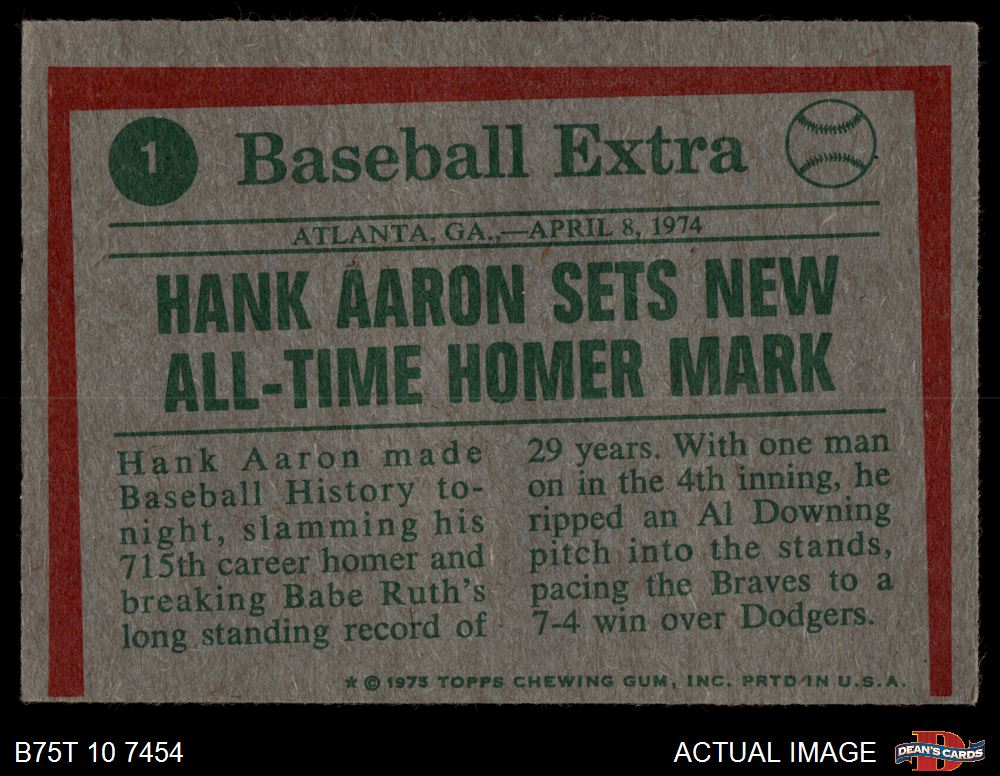 1
Baseball Extra
ATLANTA, GA.,—APRIL 8, 1974
HANK AARON SETS NEW
ALL-TIME HOMER MARK
Hank Aaron made
Baseball History to-
night, slamming his
715th career homer and
breaking Babe Ruth's
long standing record of
29 years. With one man
on in the 4th inning, he
ripped an Al Downing
pitch into the stands,
pacing the Braves to a
7-4 win over Dodgers.
* © 1975 TOPPS CHEWING GUM, INC. PRTD IN U.S.A.
B75T 10 7454
ACTUAL IMAGE
DEAN'S CARDS